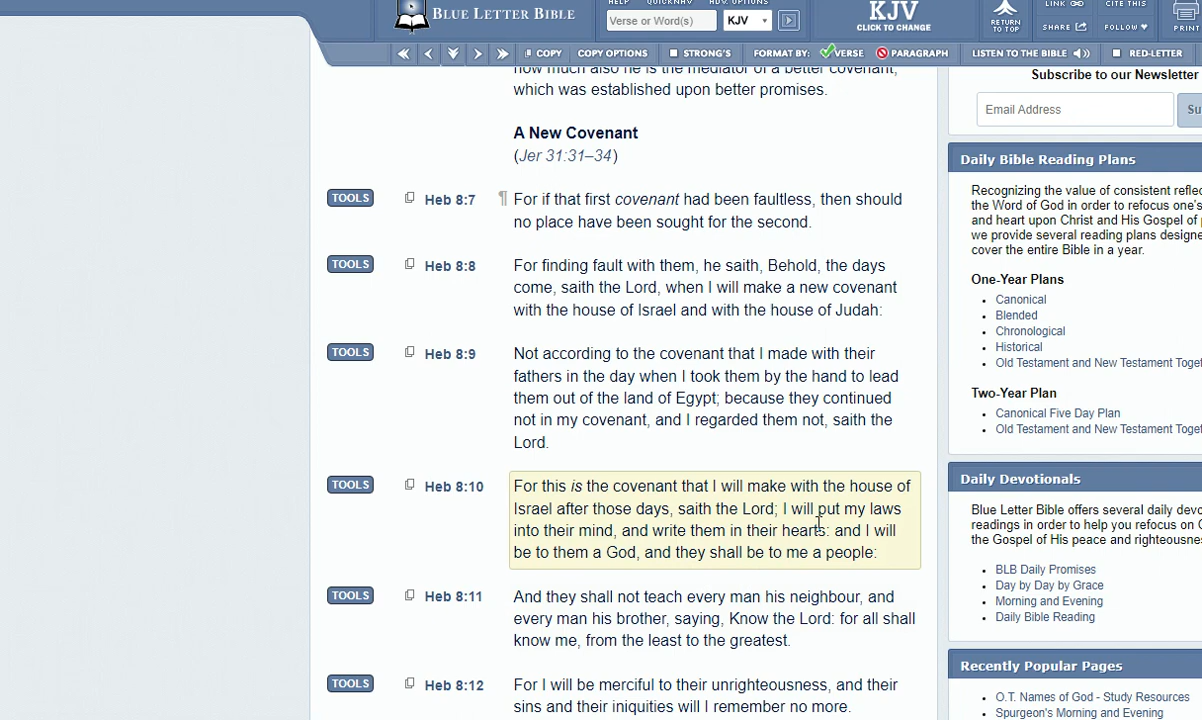 HELP QUICKNAV ADV. OPTIONS
BLUE LETTER BIBLE
Verse or Word(s)
KJV
KJV
CLICK TO CHANGE
RETURN
TO TOP
LINK
CITE THIS
SHARE
FOLLOW
PRINT
COPY COPY OPTIONS STRONG'S FORMAT BY: VERSE PARAGRAPH LISTEN TO THE BIBLE RED-LETTER
how much also he is the mediator of a better covenant,
which was established upon better promises.
A New Covenant
(Jer 31:31–34)
TOOLS Heb 8:7 ¶ For if that first covenant had been faultless, then should
no place have been sought for the second.
TOOLS Heb 8:8 For finding fault with them, he saith, Behold, the days
come, saith the Lord, when I will make a new covenant
with the house of Israel and with the house of Judah:
TOOLS Heb 8:9 Not according to the covenant that I made with their
fathers in the day when I took them by the hand to lead
them out of the land of Egypt; because they continued
not in my covenant, and I regarded them not, saith the
Lord.
TOOLS Heb 8:10 For this is the covenant that I will make with the house of
Israel after those days, saith the Lord; I will put my laws
into their mind, and write them in their hearts: and I will
be to them a God, and they shall be to me a people:
TOOLS Heb 8:11 And they shall not teach every man his neighbour, and
every man his brother, saying, Know the Lord: for all shall
know me, from the least to the greatest.
TOOLS Heb 8:12 For I will be merciful to their unrighteousness, and their
sins and their iniquities will I remember no more.
Subscribe to our Newsletter
Email Address
Su
Daily Bible Reading Plans
Recognizing the value of consistent reflec
the Word of God in order to refocus one's
and heart upon Christ and His Gospel of
we provide several reading plans designe
cover the entire Bible in a year.
One-Year Plans
• Canonical
• Blended
• Chronological
• Historical
• Old Testament and New Testament Toget
Two-Year Plan
• Canonical Five Day Plan
• Old Testament and New Testament Toget
Daily Devotionals
Blue Letter Bible offers several daily devo
readings in order to help you refocus on C
the Gospel of His peace and righteousnes
• BLB Daily Promises
• Day by Day by Grace
• Morning and Evening
• Daily Bible Reading
Recently Popular Pages
• O.T. Names of God - Study Resources
• Spurgeon's Morning and Evening